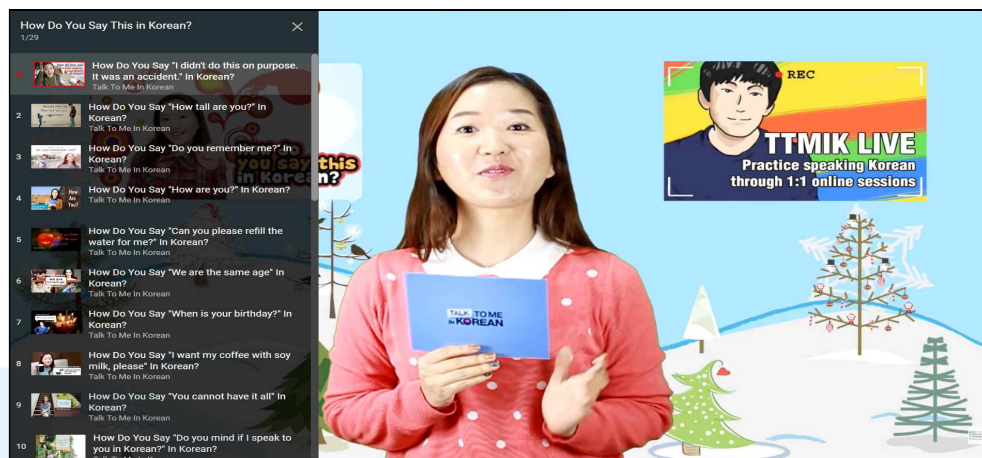 How Do You Say This in Korean?
1/29
How Do You Say "I didn't do this on purpose.
It was an accident." In Korean?
Talk To Me In Korean
2
How Do You Say "How tall are you?" In
Korean?
Talk To Me In Korean
3
How Do You Say "Do you remember me?" In
Korean?
Talk To Me In Korean
4
How
Are
You?
How Do You Say "How are you?" In Korean?
Talk To Me In Korean
5
How Do You Say "Can you please refill the
water for me?" In Korean?
Talk To Me In Korean
6
How Do You Say "We are the same age" In
Korean?
Talk To Me In Korean
7
How Do You Say "When is your birthday?" In
Korean?
Talk To Me In Korean
8
How Do You Say "I want my coffee with soy
milk, please" In Korean?
Talk To Me In Korean
9
How Do You Say "You cannot have it all" In
Korean?
Talk To Me In Korean
10
How Do You Say "Do you mind if I speak to
you in Korean?" In Korean?
you say this
in Korean?
TALK TO ME
IN KOREAN
REC
TTMIK LIVE
Practice speaking Korean
through 1:1 online sessions